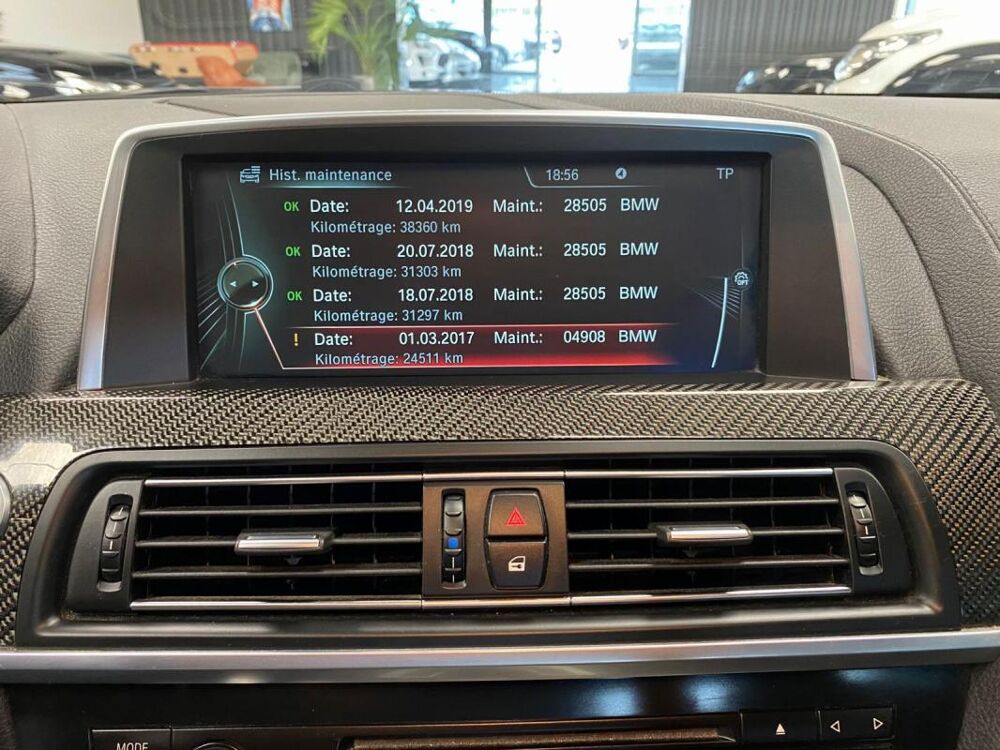 Hist. maintenance 18:56 TP
OK Date: 12.04.2019 Maint.: 28505 BMW
Kilométrage: 38360 km
OK Date: 20.07.2018 Maint.: 28505 BMW
Kilométrage: 31303 km
OK Date: 18.07.2018 Maint.: 28505 BMW
Kilométrage: 31297 km
! Date: 01.03.2017 Maint.: 04908 BMW
Kilométrage: 24511 km
OPT
MODE